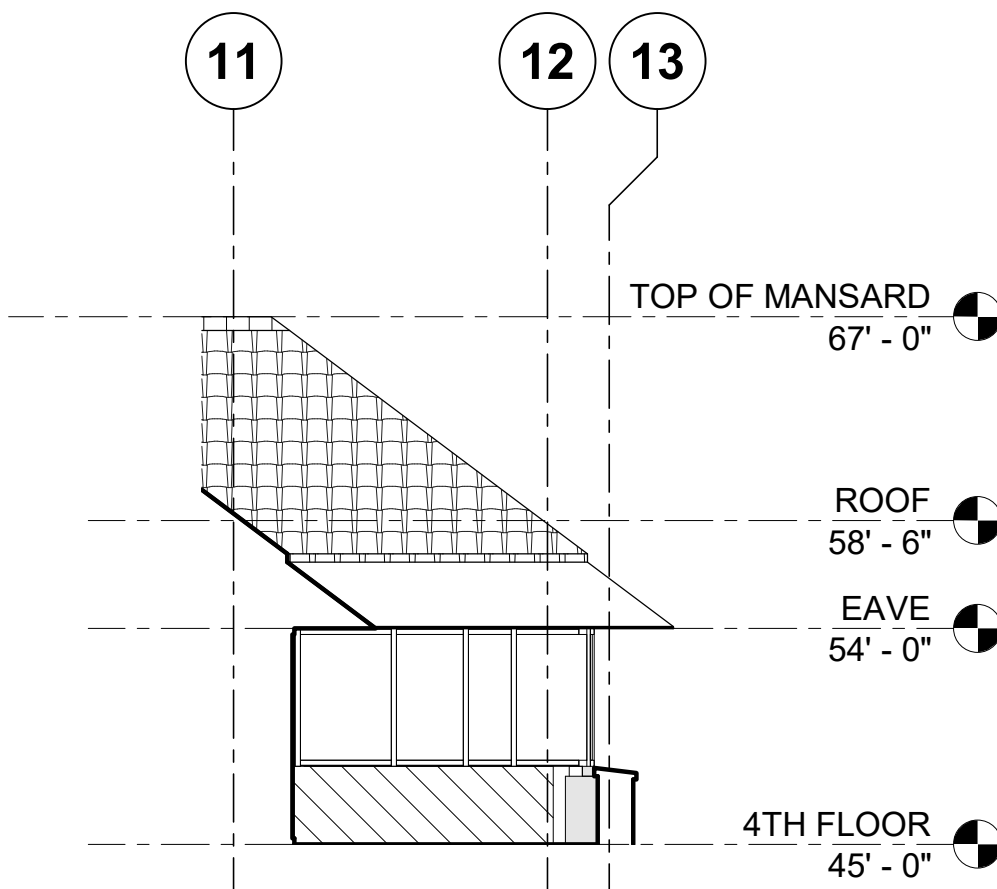 11 12 13
TOP OF MANSARD
67' - 0"
ROOF
58' - 6"
EAVE
54' - 0"
4TH FLOOR
45' - 0"